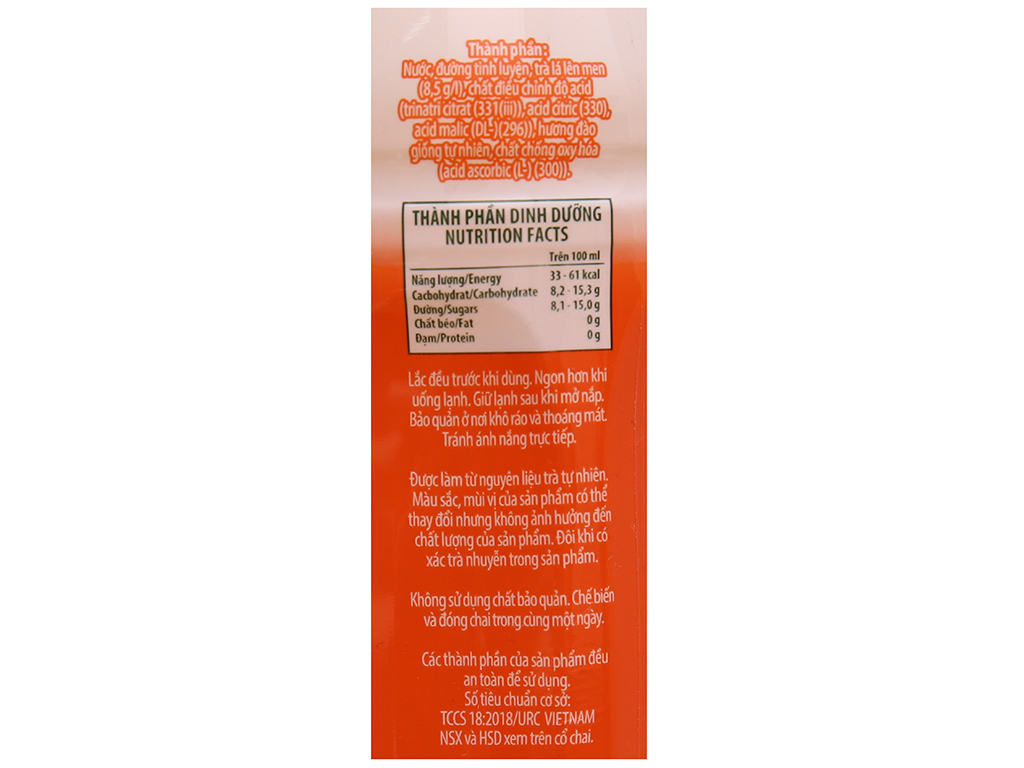 Thành phần:
Nước, đường tinh luyện, trà lá lên men
(8,5 g/l), chất điều chỉnh độ acid
(trinatri citrat (331(iii)), acid citric (330),
acid malic (DL-)(296)), hương đào
giống tự nhiên, chất chống oxy hóa
(acid ascorbic (L-) (300)).
THÀNH PHẦN DINH DƯỠNG
NUTRITION FACTS
Trên 100 ml
Năng lượng/Energy 33 - 61 kcal
Cacbohydrat/Carbohydrate 8,2 - 15,3 g
Đường/Sugars 8,1 - 15,0 g
Chất béo/Fat 0 g
Đạm/Protein 0 g
Lắc đều trước khi dùng. Ngon hơn khi
uống lạnh. Giữ lạnh sau khi mở nắp.
Bảo quản ở nơi khô ráo và thoáng mát.
Tránh ánh nắng trực tiếp.
Được làm từ nguyên liệu trà tự nhiên.
Màu sắc, mùi vị của sản phẩm có thể
thay đổi nhưng không ảnh hưởng đến
chất lượng của sản phẩm. Đôi khi có
xác trà nhuyễn trong sản phẩm.
Không sử dụng chất bảo quản. Chế biến
và đóng chai trong cùng một ngày.
Các thành phần của sản phẩm đều
an toàn để sử dụng.
Số tiêu chuẩn cơ sở:
TCCS 18:2018/URC VIETNAM
NSX và HSD xem trên cổ chai.